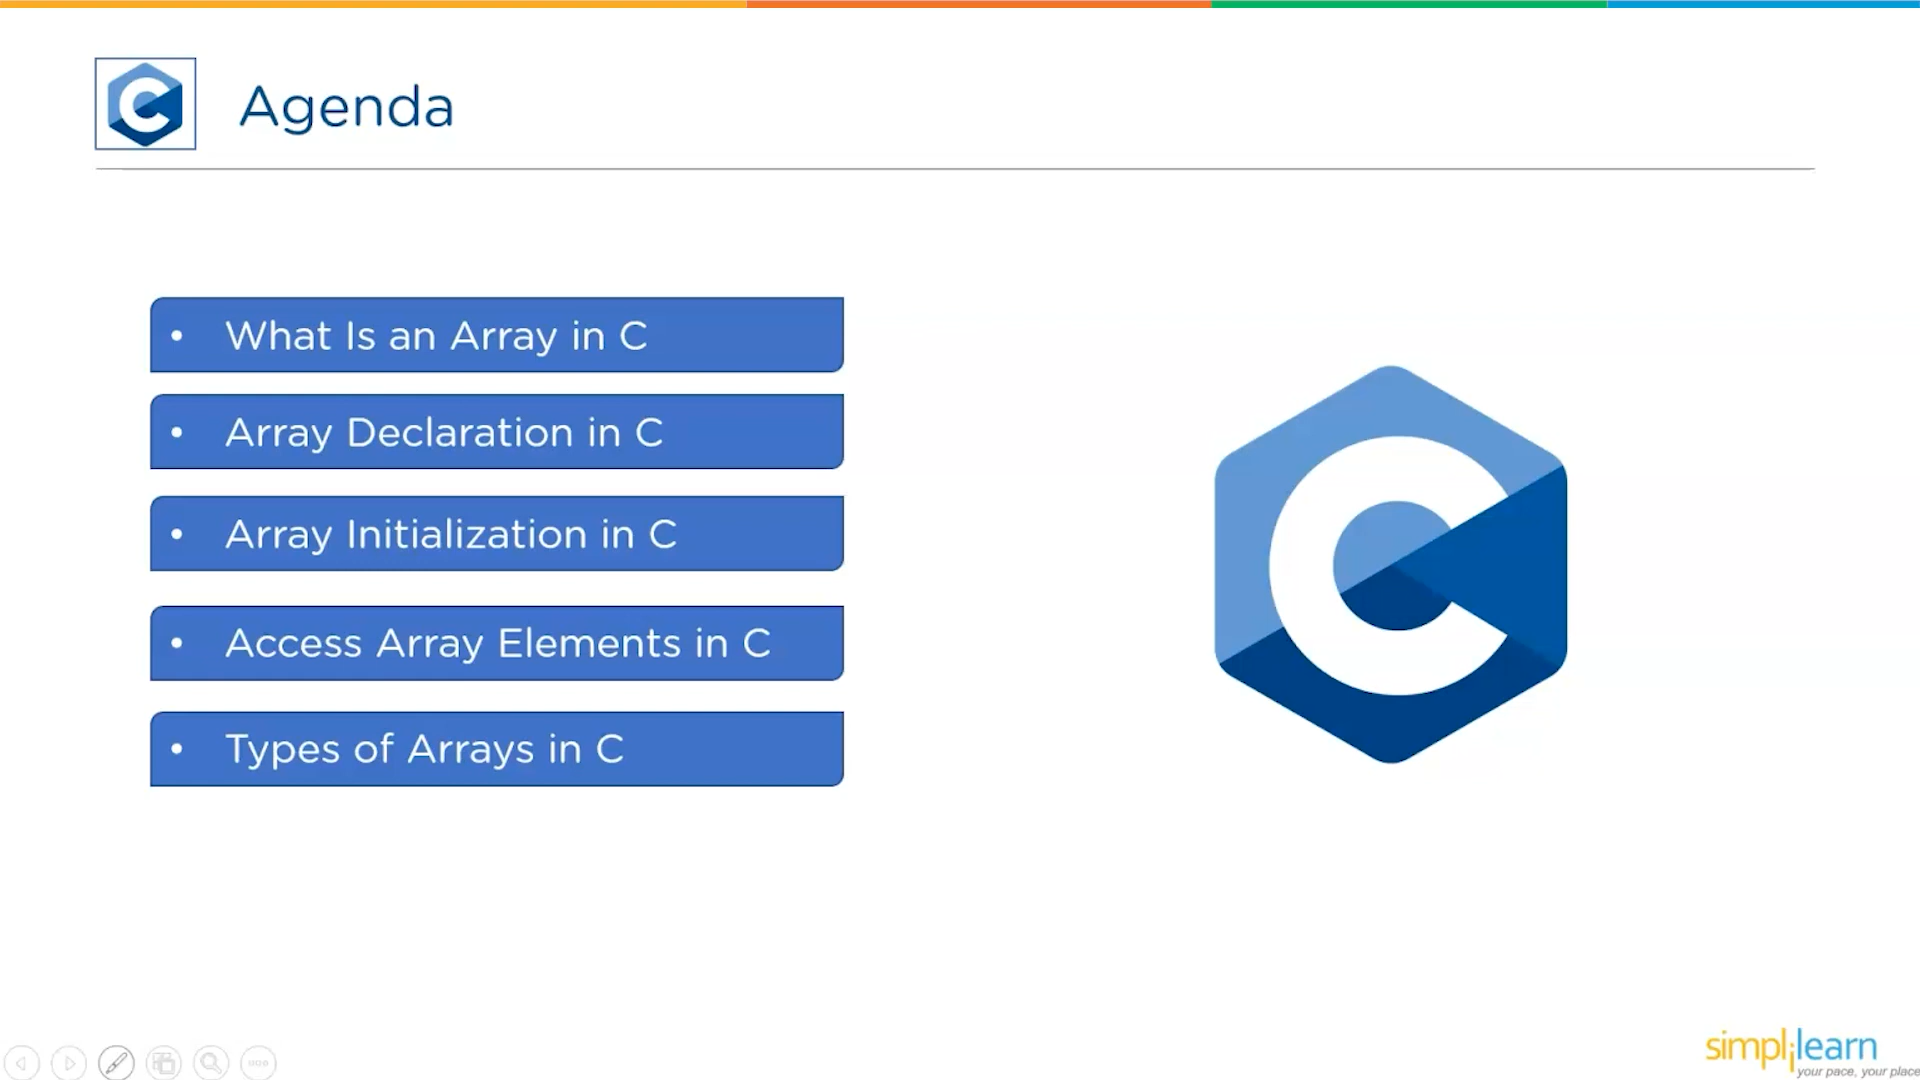 Agenda
• What Is an Array in C
• Array Declaration in C
• Array Initialization in C
• Access Array Elements in C
• Types of Arrays in C
simplilearn
your pace, your place